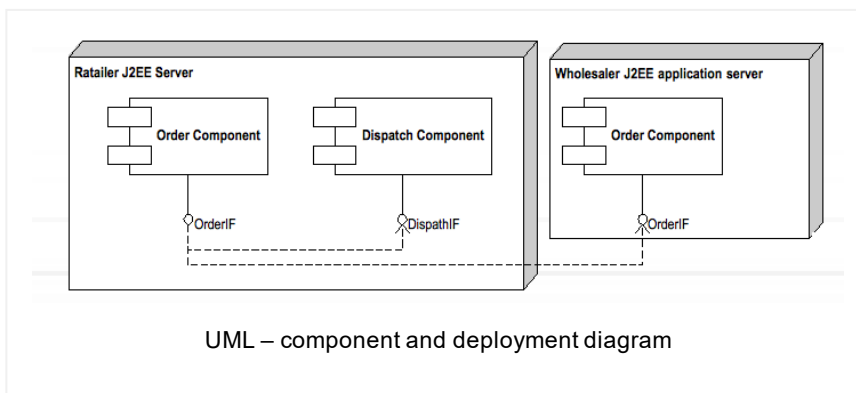 Ratailer J2EE Server
Wholesaler J2EE application server
Order Component
Dispatch Component
Order Component
OrderIF
DispathIF
OrderIF
UML – component and deployment diagram